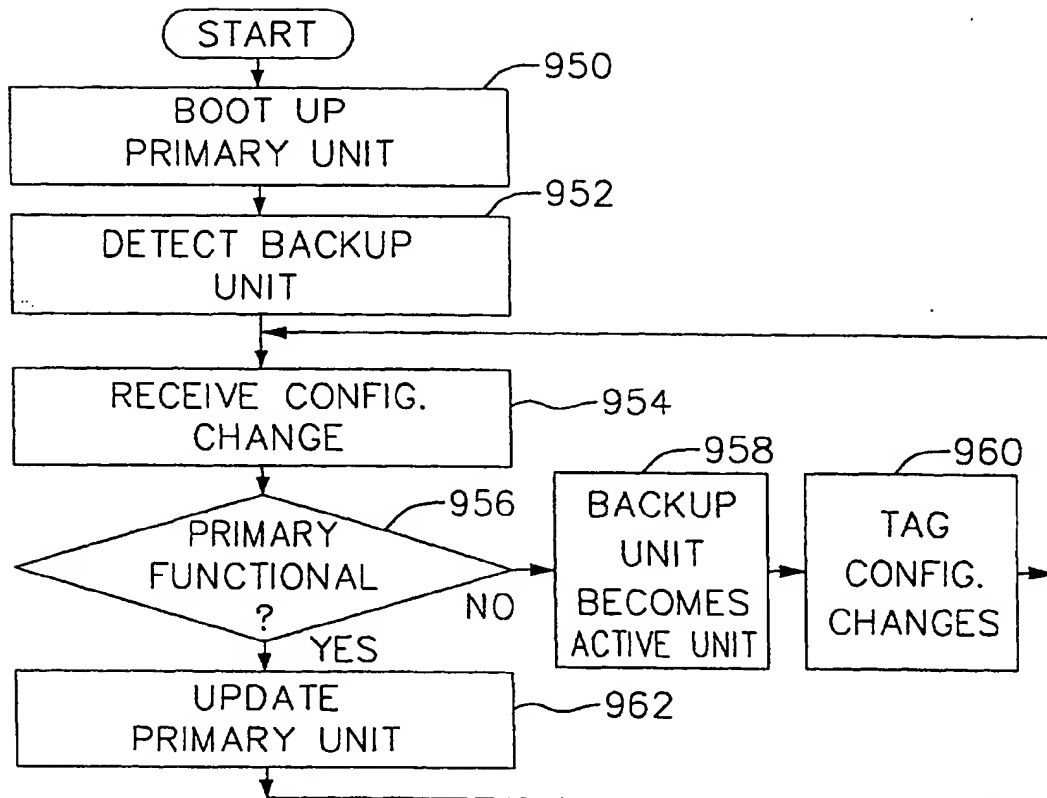 START
950
BOOT UP
PRIMARY UNIT
952
DETECT BACKUP
UNIT
RECEIVE CONFIG.
CHANGE
954
956
PRIMARY
FUNCTIONAL
?
NO
YES
958
BACKUP
UNIT
BECOMES
ACTIVE UNIT
960
TAG
CONFIG.
CHANGES
UPDATE
PRIMARY UNIT
962